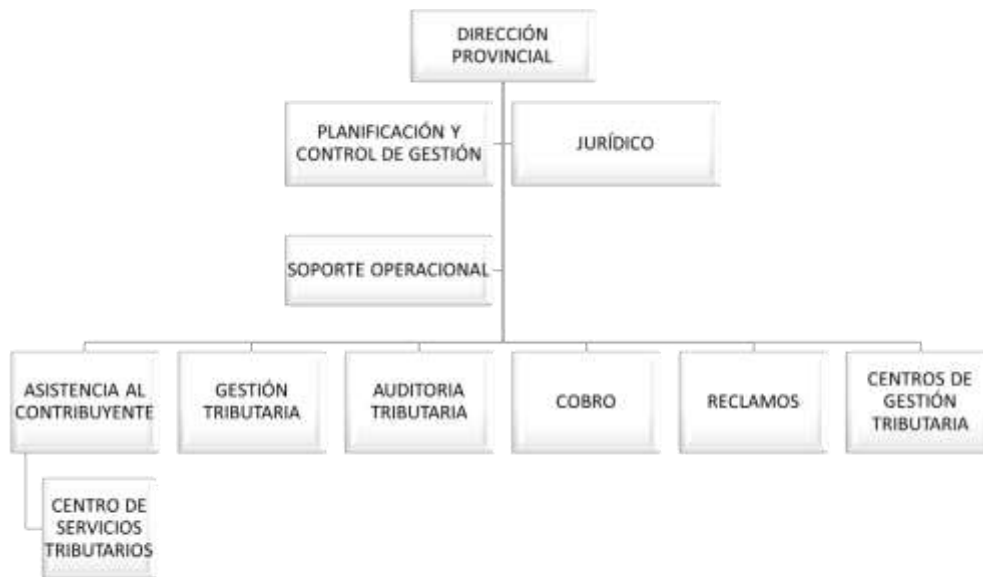 DIRECCIÓN
PROVINCIAL
PLANIFICACIÓN Y
CONTROL DE GESTIÓN
JURÍDICO
SOPORTE OPERACIONAL
ASISTENCIA AL
CONTRIBUYENTE
GESTIÓN
TRIBUTARIA
AUDITORIA
TRIBUTARIA
COBRO
RECLAMOS
CENTROS DE
GESTIÓN
TRIBUTARIA
CENTRO DE
SERVICIOS
TRIBUTARIOS